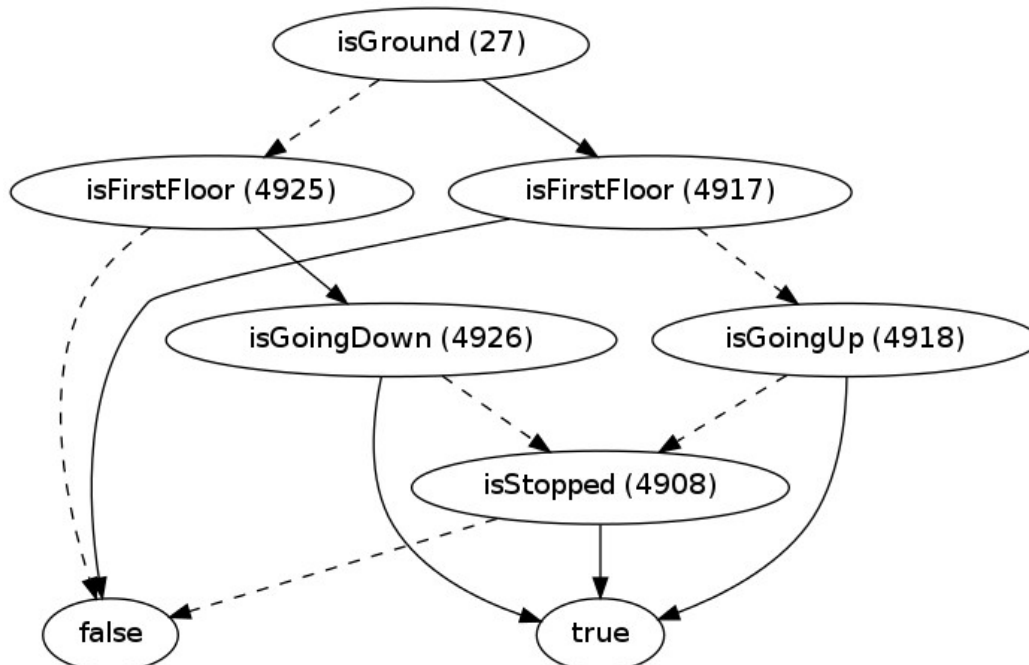 isGround (27)
isFirstFloor (4925)
isFirstFloor (4917)
isGoingDown (4926)
isGoingUp (4918)
isStopped (4908)
false
true